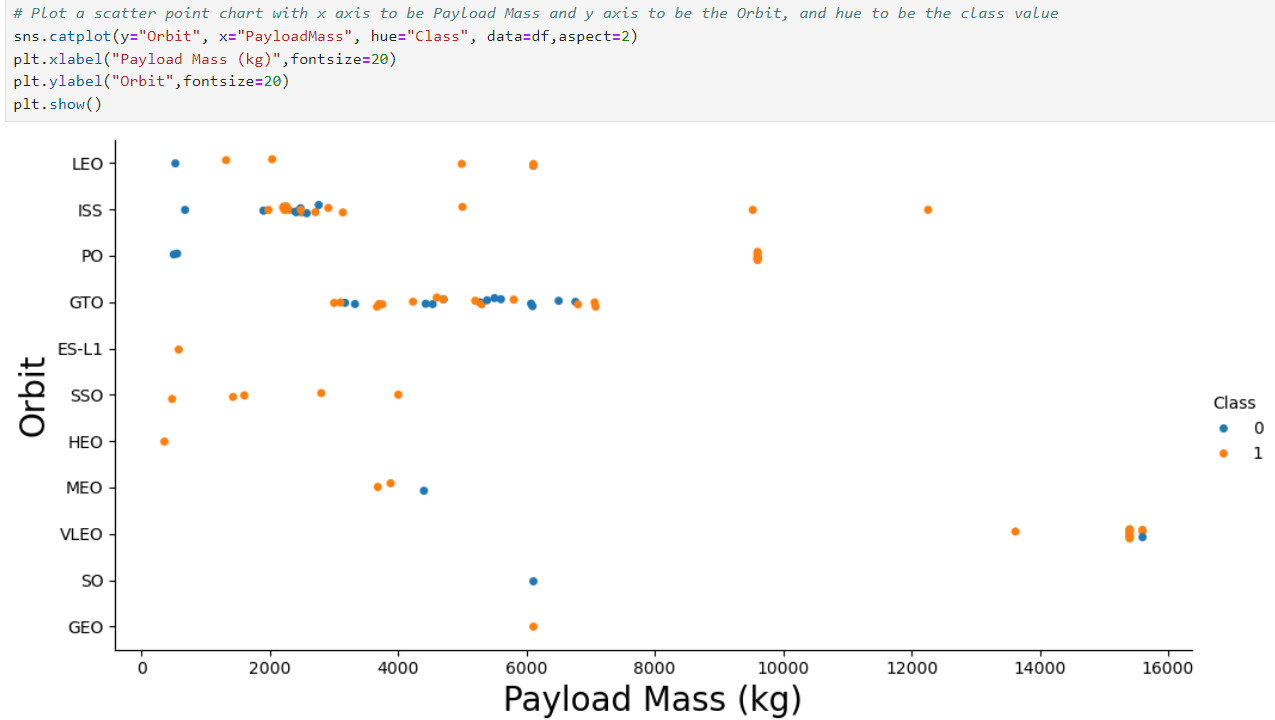 # Plot a scatter point chart with x axis to be Payload Mass and y axis to be the Orbit, and hue to be the class value
sns.catplot(y="Orbit", x="PayloadMass", hue="Class", data=df,aspect=2)
plt.xlabel("Payload Mass (kg)",fontsize=20)
plt.ylabel("Orbit",fontsize=20)
plt.show()
LEO
ISS
PO
GTO
ES-L1
SSO
HEO
MEO
VLEO
SO
GEO
Orbit
Class
0
1
0 2000 4000 6000 8000 10000 12000 14000 16000
Payload Mass (kg)